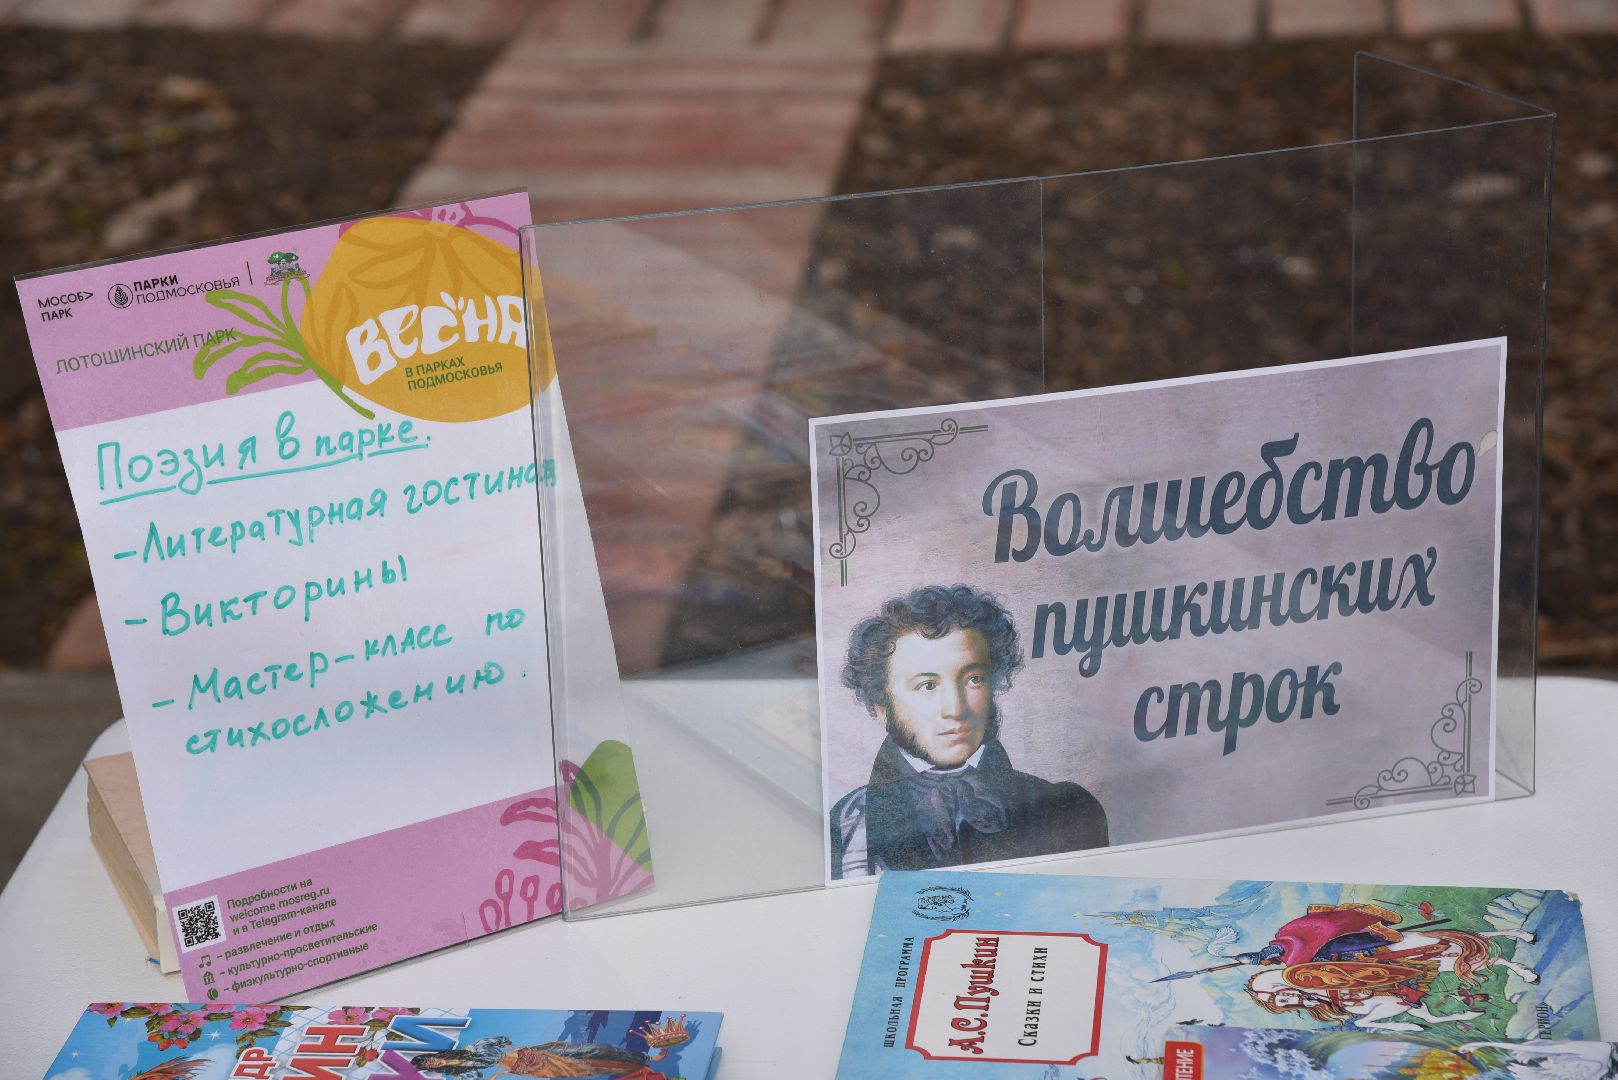 МОСОБ>
ПАРК
ПАРКИ
ПОДМОСКОВЬЯ
ЛОТОШИНСКИЙ ПАРК
ВЕСНА
В ПАРКАХ
ПОДМОСКОВЬЯ
Поэзия в парке.
- Литературная гостиная
- Викторины
- Мастер-класс по
стихосложению.
Подробности на
welcome.mosreg.ru
и в Telegram-канале
- развлечение и отдых
- культурно-просветительские
- физкультурно-спортивные
Волшебство
пушкинских
строк
ШКОЛЬНАЯ ПРОГРАММА
А.С.Пушкин
Сказки и стихи